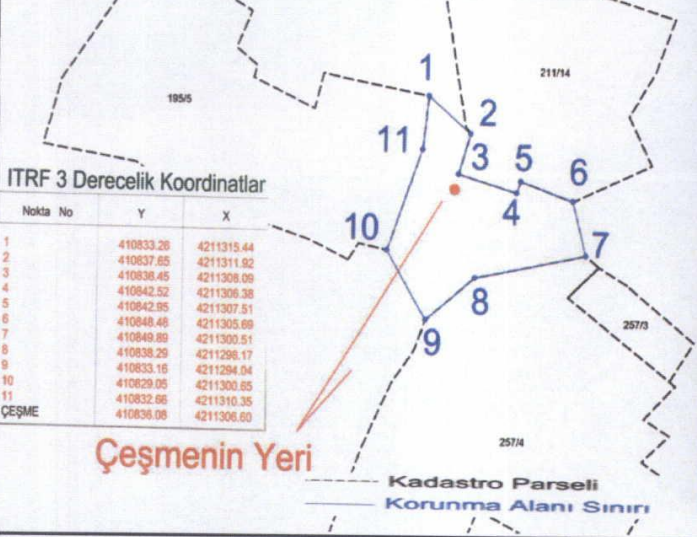 195/5
211/14
1
2
3
4
5
6
7
8
9
10
11
ITRF 3 Derecelik Koordinatlar
Nokta No Y X
1 410833.26 4211315.44
2 410837.65 4211311.92
3 410836.45 4211308.09
4 410842.52 4211306.38
5 410842.95 4211307.51
6 410848.46 4211305.69
7 410849.89 4211300.51
8 410838.29 4211298.17
9 410833.16 4211294.04
10 410829.05 4211300.65
11 410832.66 4211310.35
ÇEŞME 410836.08 4211306.60
257/3
257/4
Çeşmenin Yeri
Kadastro Parseli
Korunma Alanı Sınırı